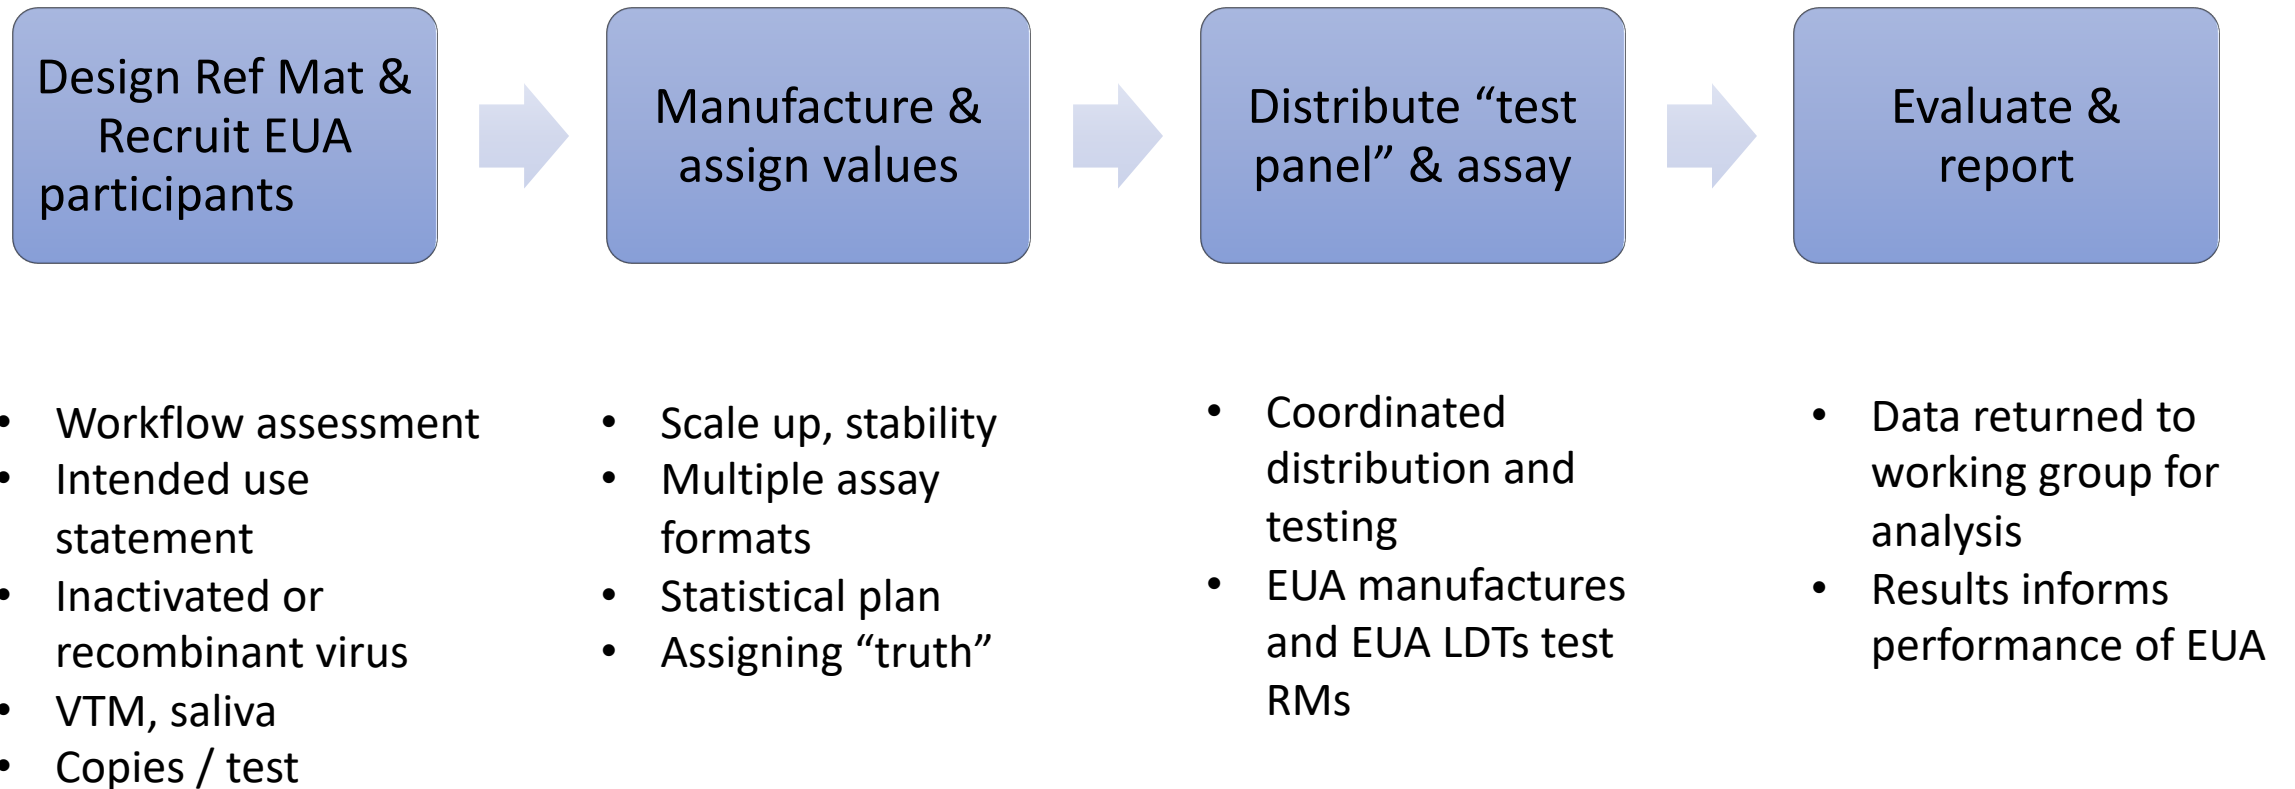 Design Ref Mat &
Recruit EUA
participants
Manufacture &
assign values
Distribute “test
panel” & assay
Evaluate &
report
• Workflow assessment
• Intended use
statement
• Inactivated or
recombinant virus
• VTM, saliva
• Copies / test
• Scale up, stability
• Multiple assay
formats
• Statistical plan
• Assigning “truth”
• Coordinated
distribution and
testing
• EUA manufactures
and EUA LDTs test
RMs
• Data returned to
working group for
analysis
• Results informs
performance of EUA